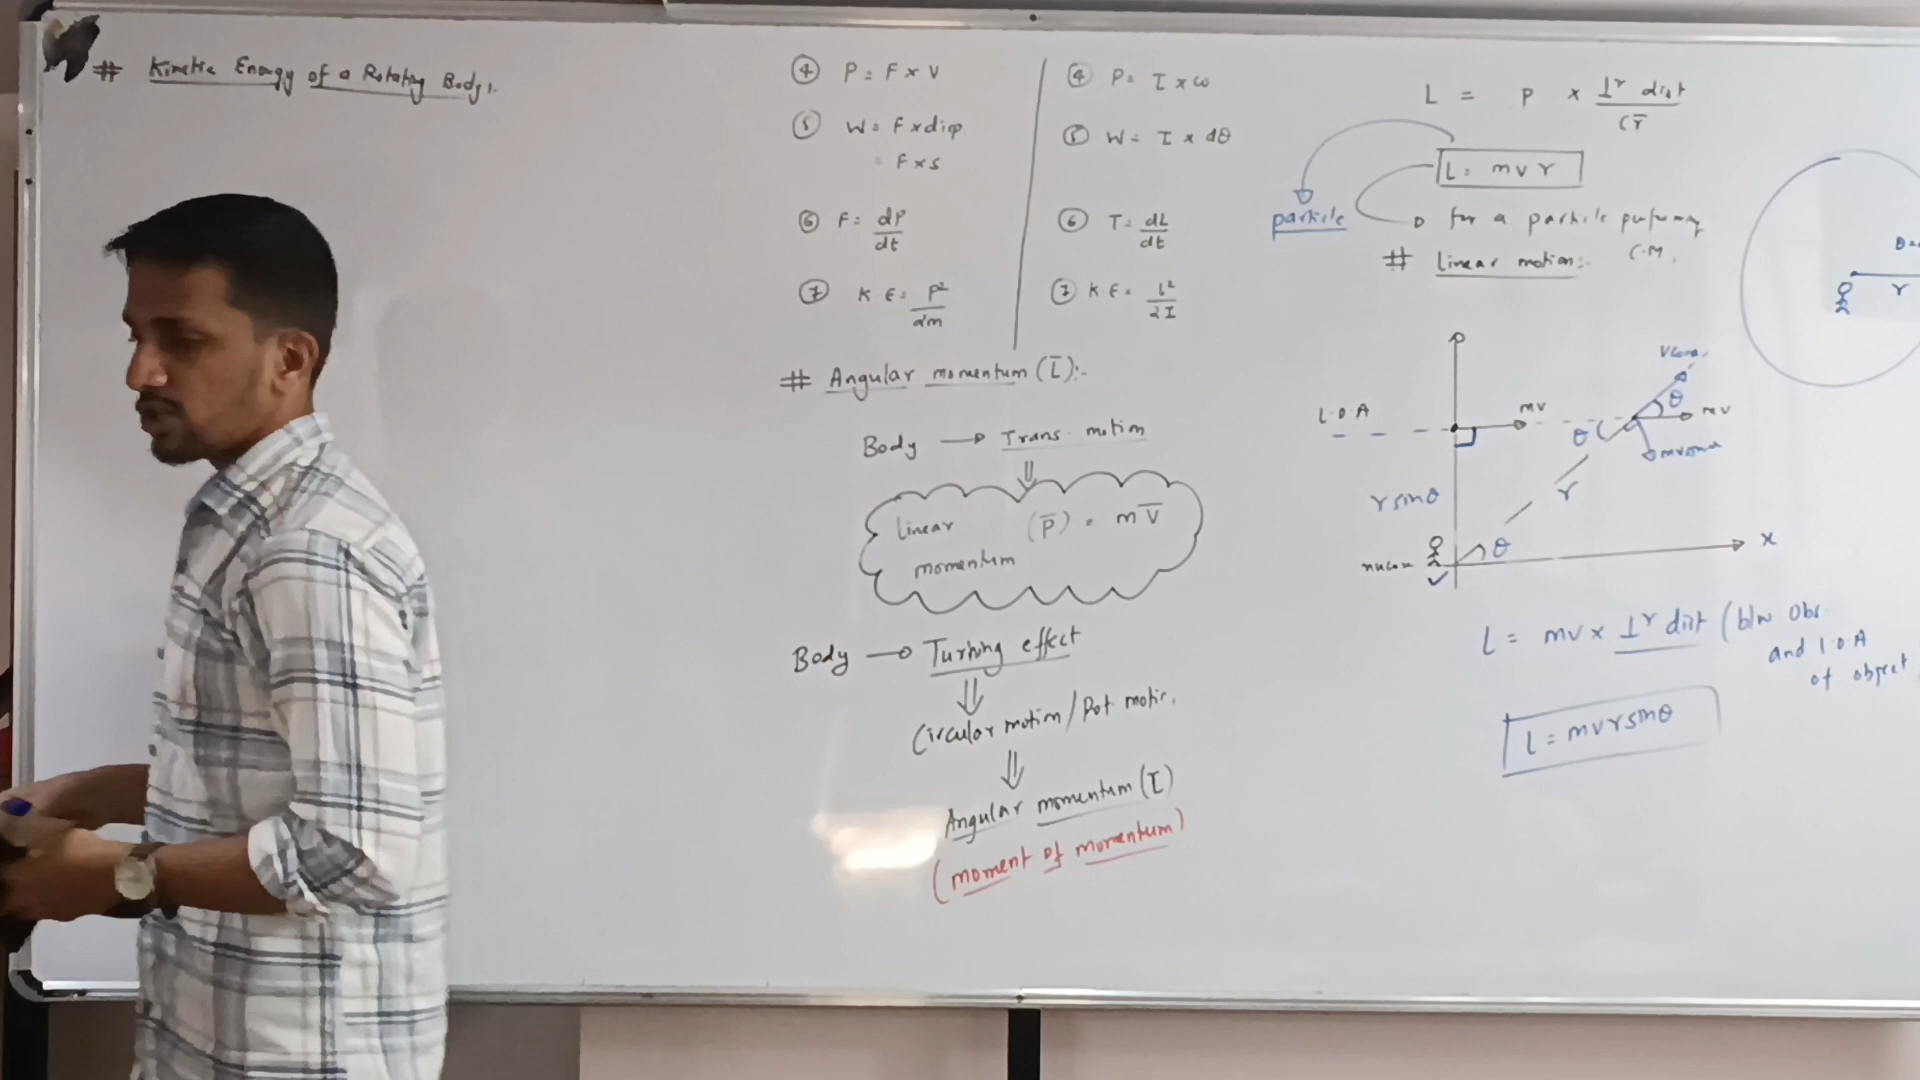 # Kinetic Energy of a Rotating Body:-
④ P = F × V
⑤ W = F × disp
= F × s
⑥ F = dP/dt
⑦ K E = P²/2m
④ P = τ × ω
⑤ W = τ × dθ
⑥ τ = dL/dt
⑦ K E = L²/2I
# Angular momentum (L̅):-
Body → Trans. motion
⇓
linear (P̅) = m V̅
momentum
Body → Turning effect
⇓
Circular motion / Rot motion.
⇓
Angular momentum (L̅)
(moment of momentum)
L = P × ⊥r dist
(r̅
L = m v r
particle
for a particle performing
C.M.
# Linear motion:-
r
L.O.A
mv
θ
θ
mv
r sinθ
r
θ
x
L = mv × ⊥r dist (b/w Obs
and L.O.A
of object
L = mvr sinθ